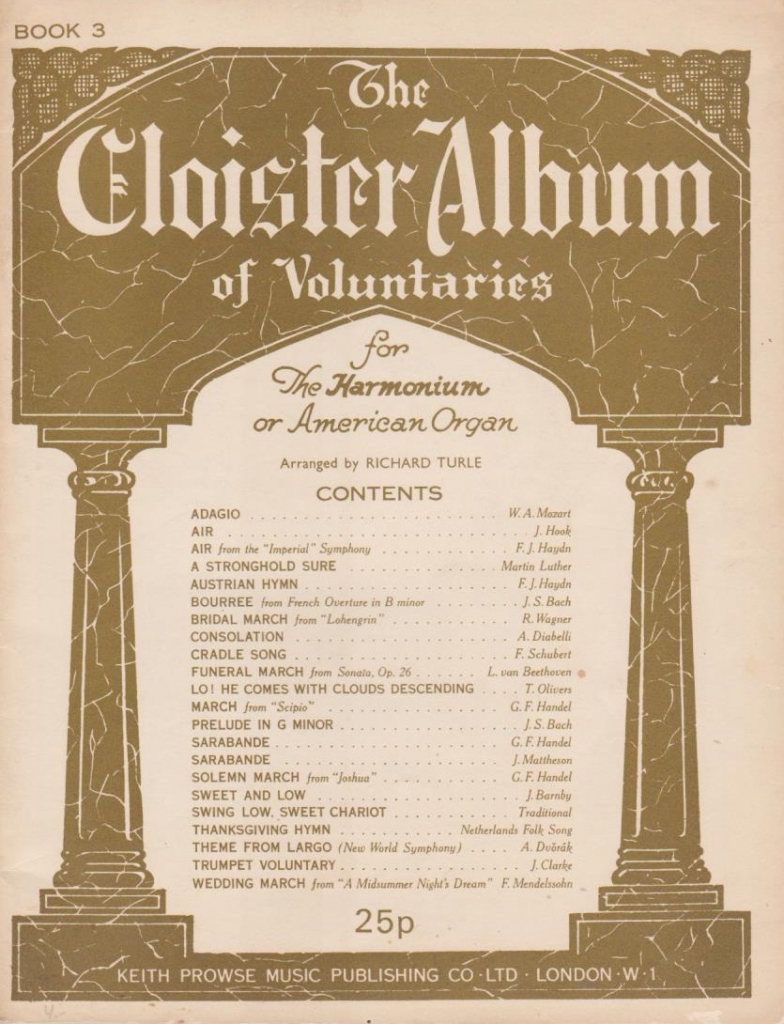 BOOK 3
The
Cloister Album
of Voluntaries
for
The Harmonium
or American Organ
Arranged by RICHARD TURLE
CONTENTS
ADAGIO . . . . . . . . . . . . . . . . . . . . . . . . W. A. Mozart
AIR . . . . . . . . . . . . . . . . . . . . . . . . . . . . J. Hook
AIR from the "Imperial" Symphony . . . . . . . . . . . F. J. Haydn
A STRONGHOLD SURE . . . . . . . . . . . . . Martin Luther
AUSTRIAN HYMN . . . . . . . . . . . . . . . . . . F. J. Haydn
BOURREE from French Overture in B minor . . . . . . . . J. S. Bach
BRIDAL MARCH from "Lohengrin" . . . . . . . . . . . R. Wagner
CONSOLATION . . . . . . . . . . . . . . . . . . . A. Diabelli
CRADLE SONG . . . . . . . . . . . . . . . . . . . F. Schubert
FUNERAL MARCH from Sonata, Op. 26 . . . . . . L. van Beethoven
LO! HE COMES WITH CLOUDS DESCENDING . . . . T. Olivers
MARCH from "Scipio" . . . . . . . . . . . . . . . . G. F. Handel
PRELUDE IN G MINOR . . . . . . . . . . . . . . . J. S. Bach
SARABANDE . . . . . . . . . . . . . . . . . . . . G. F. Handel
SARABANDE . . . . . . . . . . . . . . . . . . . . J. Mattheson
SOLEMN MARCH from "Joshua" . . . . . . . . . . . G. F. Handel
SWEET AND LOW . . . . . . . . . . . . . . . . . . J. Barnby
SWING LOW, SWEET CHARIOT . . . . . . . . . . . Traditional
THANKSGIVING HYMN . . . . . . . . . . Netherlands Folk Song
THEME FROM LARGO (New World Symphony) . . . . A. Dvořák
TRUMPET VOLUNTARY . . . . . . . . . . . . . . . . J. Clarke
WEDDING MARCH from "A Midsummer Night's Dream" F. Mendelssohn
25p
KEITH PROWSE MUSIC PUBLISHING CO · LTD · LONDON · W · 1